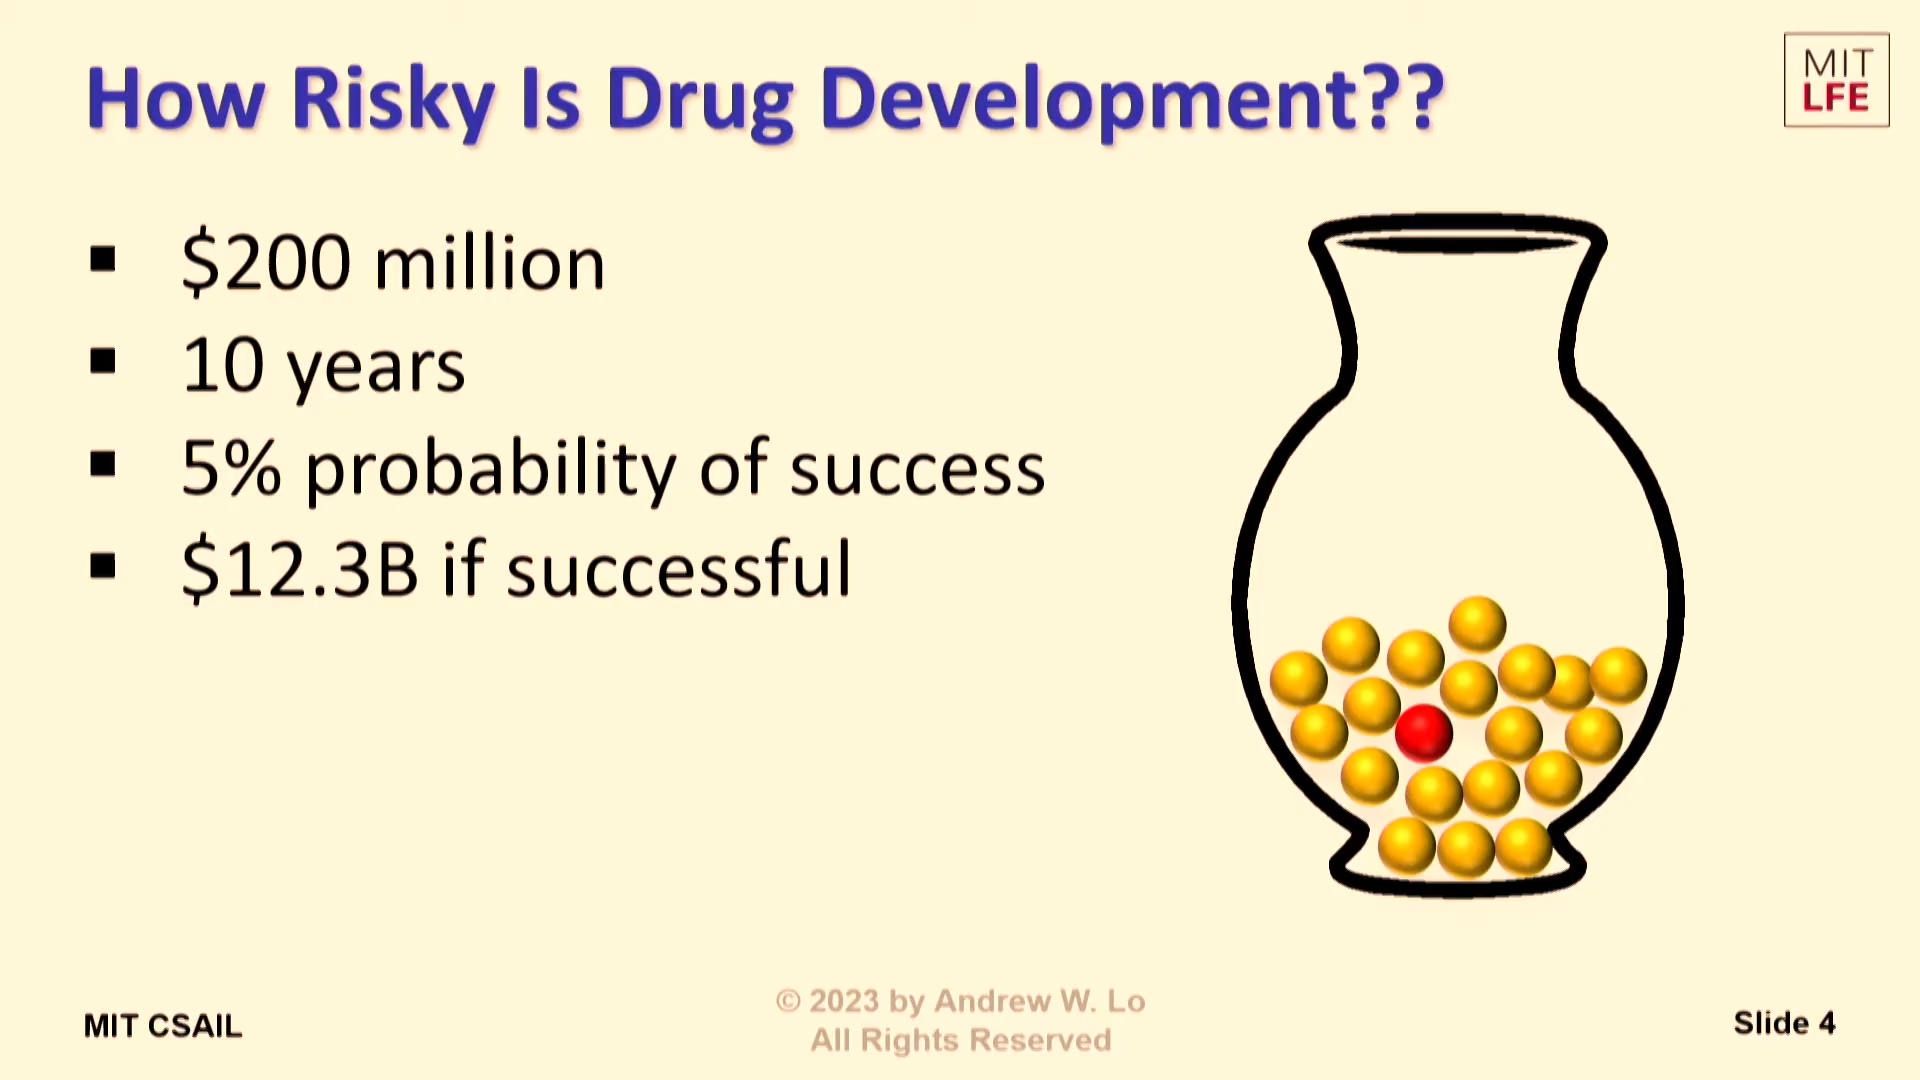 How Risky Is Drug Development??
MIT
LFE
$200 million
10 years
5% probability of success
$12.3B if successful
MIT CSAIL
© 2023 by Andrew W. Lo
All Rights Reserved
Slide 4